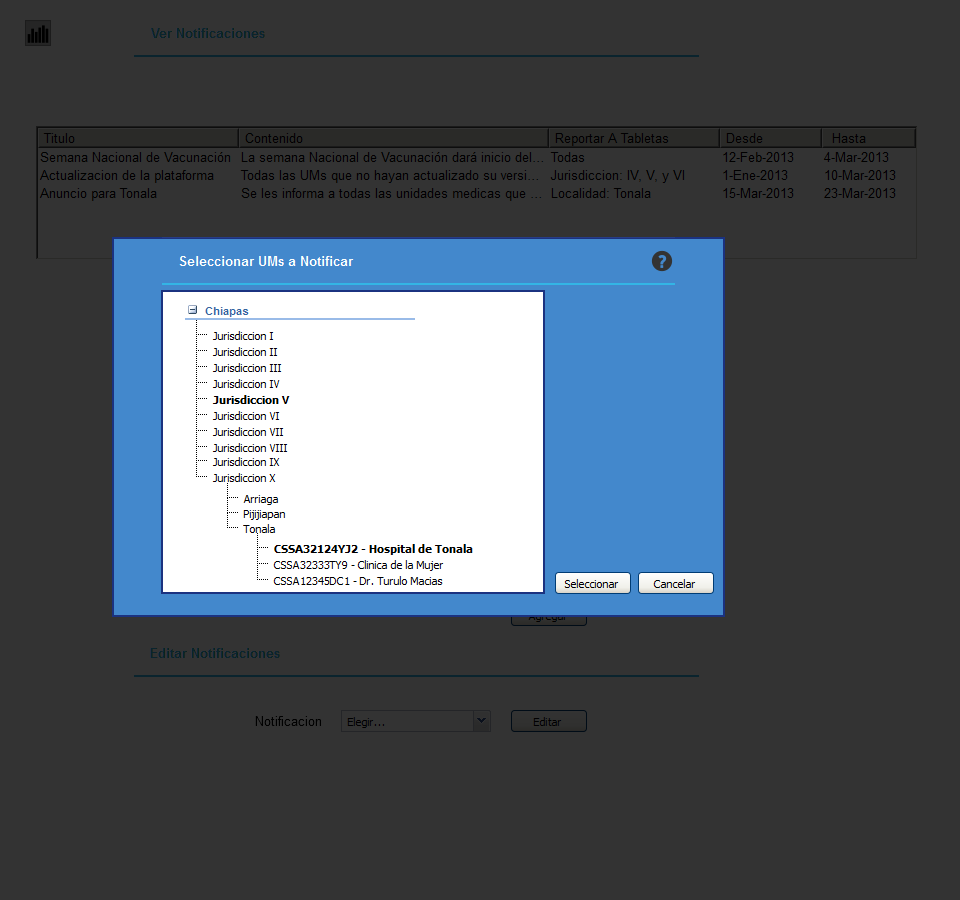 Ver Notificaciones
Titulo Contenido Reportar A Tabletas Desde Hasta
Semana Nacional de Vacunación La semana Nacional de Vacunación dará inicio del... Todas 12-Feb-2013 4-Mar-2013
Actualizacion de la plataforma Todas las UMs que no hayan actualizado su versi... Jurisdiccion: IV, V, y VI 1-Ene-2013 10-Mar-2013
Anuncio para Tonala Se les informa a todas las unidades medicas que ... Localidad: Tonala 15-Mar-2013 23-Mar-2013
Seleccionar UMs a Notificar ?
Chiapas
Jurisdiccion I
Jurisdiccion II
Jurisdiccion III
Jurisdiccion IV
Jurisdiccion V
Jurisdiccion VI
Jurisdiccion VII
Jurisdiccion VIII
Jurisdiccion IX
Jurisdiccion X
Arriaga
Pijijiapan
Tonala
CSSA32124YJ2 - Hospital de Tonala
CSSA32333TY9 - Clinica de la Mujer
CSSA12345DC1 - Dr. Turulo Macias
Seleccionar Cancelar
Agregar
Editar Notificaciones
Notificacion Elegir... Editar